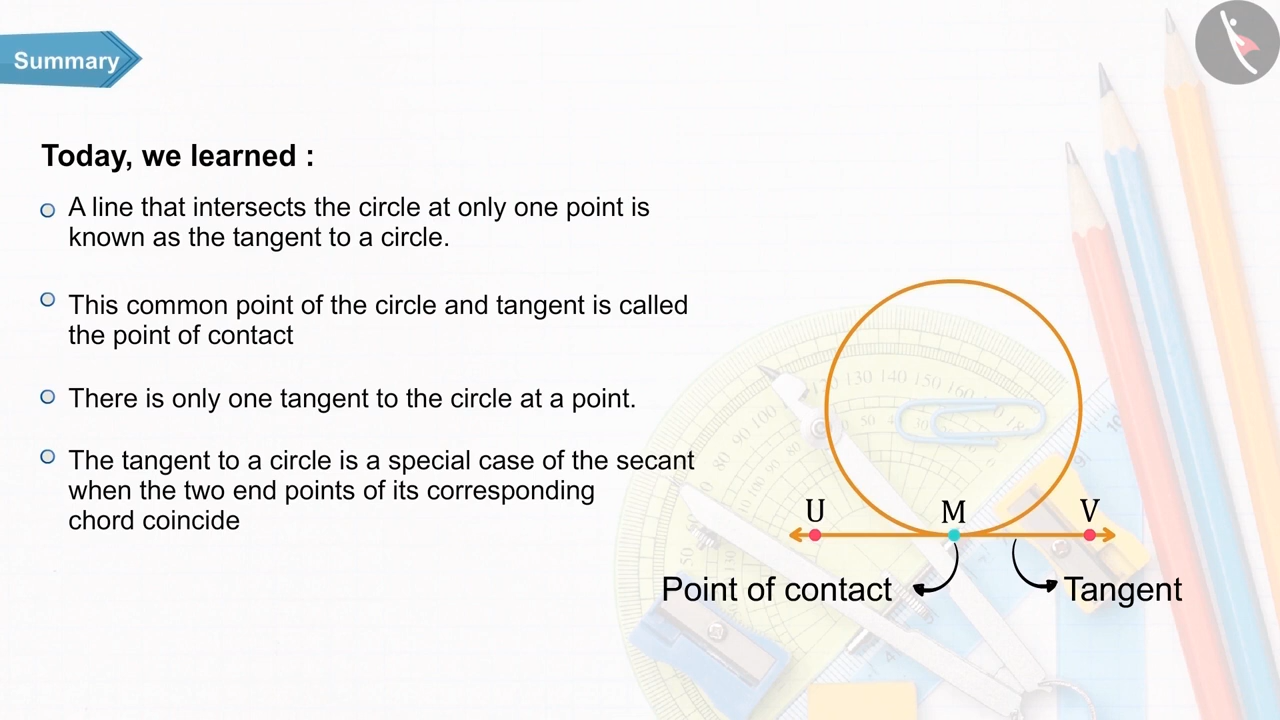 Summary
Today, we learned :
A line that intersects the circle at only one point is
known as the tangent to a circle.
This common point of the circle and tangent is called
the point of contact
There is only one tangent to the circle at a point.
The tangent to a circle is a special case of the secant
when the two end points of its corresponding
chord coincide
U M V
Point of contact
Tangent